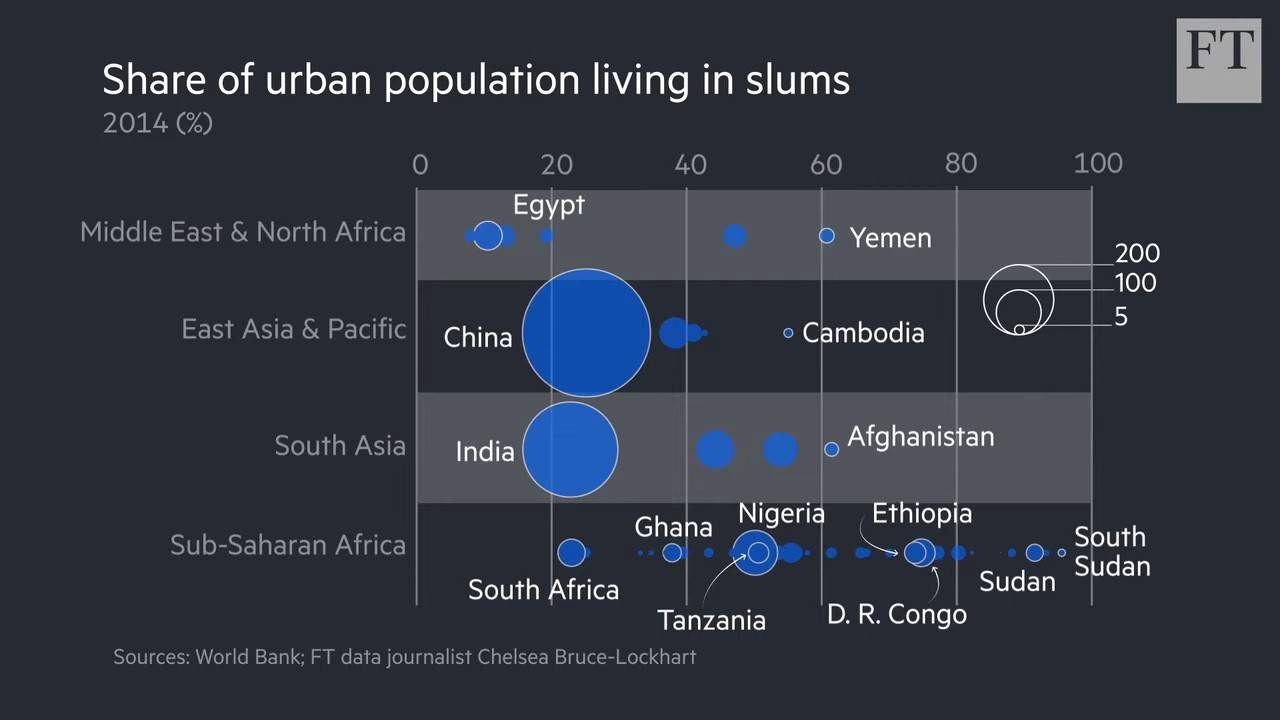 FT
Share of urban population living in slums
2014 (%)
0 20 40 60 80 100
Egypt
Middle East & North Africa
Yemen
200
100
5
East Asia & Pacific
China
Cambodia
South Asia
India
Afghanistan
Nigeria
Ethiopia
Ghana
Sub-Saharan Africa
South
Sudan
South Africa
Sudan
Tanzania
D. R. Congo
Sources: World Bank; FT data journalist Chelsea Bruce-Lockhart